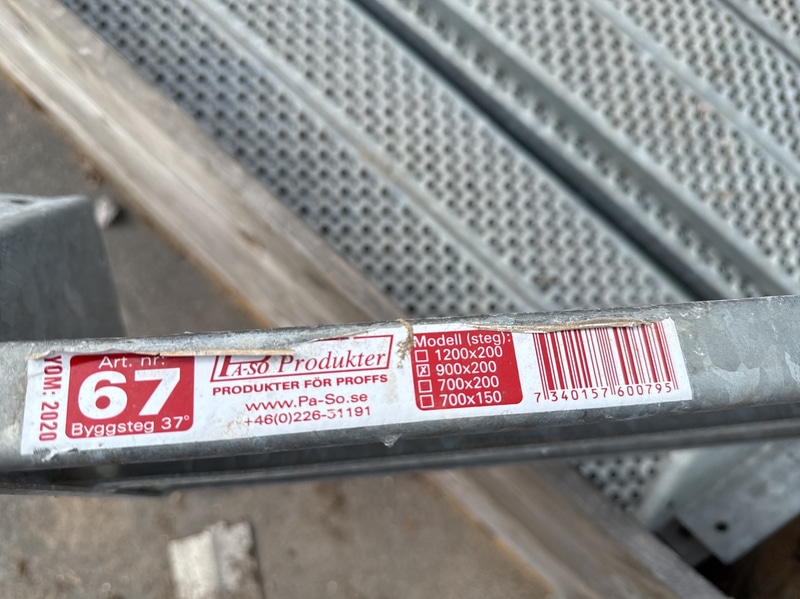 YOM: 2020
Art. nr.
67
Byggsteg 37°
PA-SÖ Produkter
PRODUKTER FÖR PROFFS
www.Pa-So.se
+46(0)226-51191
Modell (steg):
1200x200
900x200
700x200
700x150
7 340157 600795